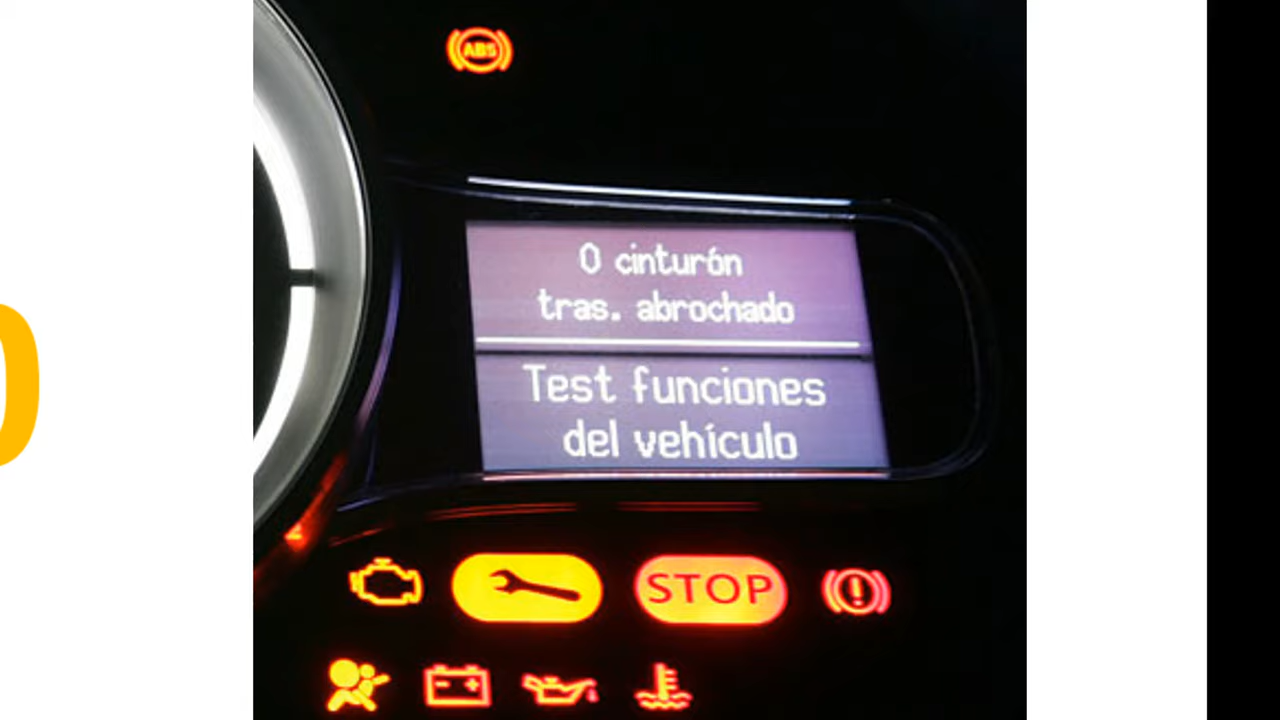 ABS
0 cinturón
tras. abrochado
Test funciones
del vehículo
STOP